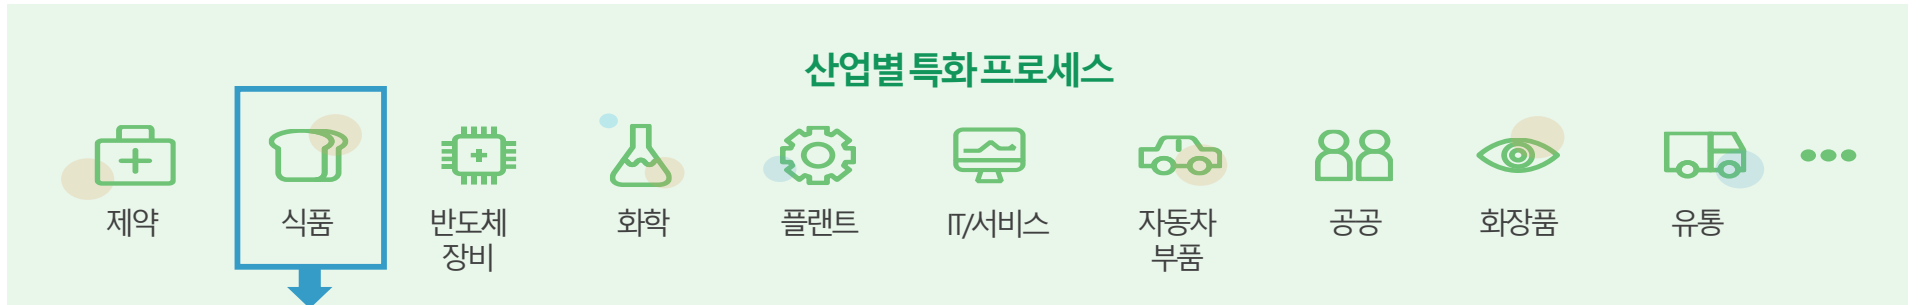 산업별 특화 프로세스
제약
식품
반도체
장비
화학
플랜트
IT/서비스
자동차
부품
공공
화장품
유통